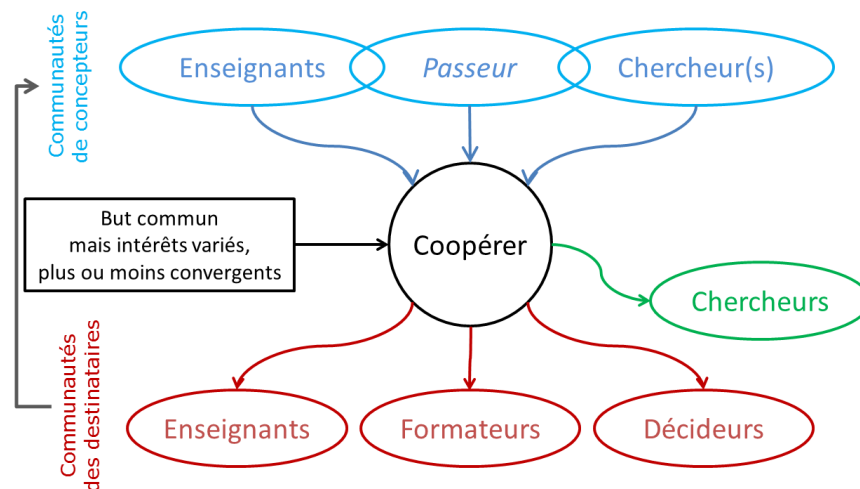 Communautés
de concepteurs
Enseignants
Passeur
Chercheur(s)
But commun
mais intérêts variés,
plus ou moins convergents
Coopérer
Chercheurs
Communautés
des destinataires
Enseignants
Formateurs
Décideurs